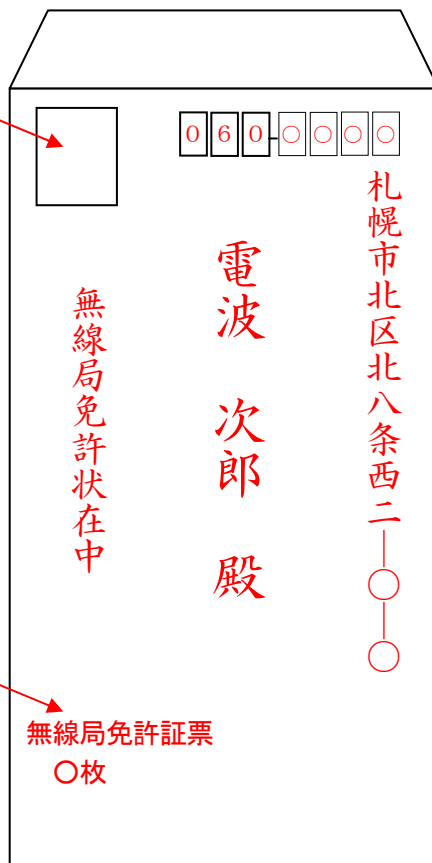 060-○○○○
札幌市北区北八条西二―○―○
電波 次郎 殿
無線局免許状在中
無線局免許証票
○枚